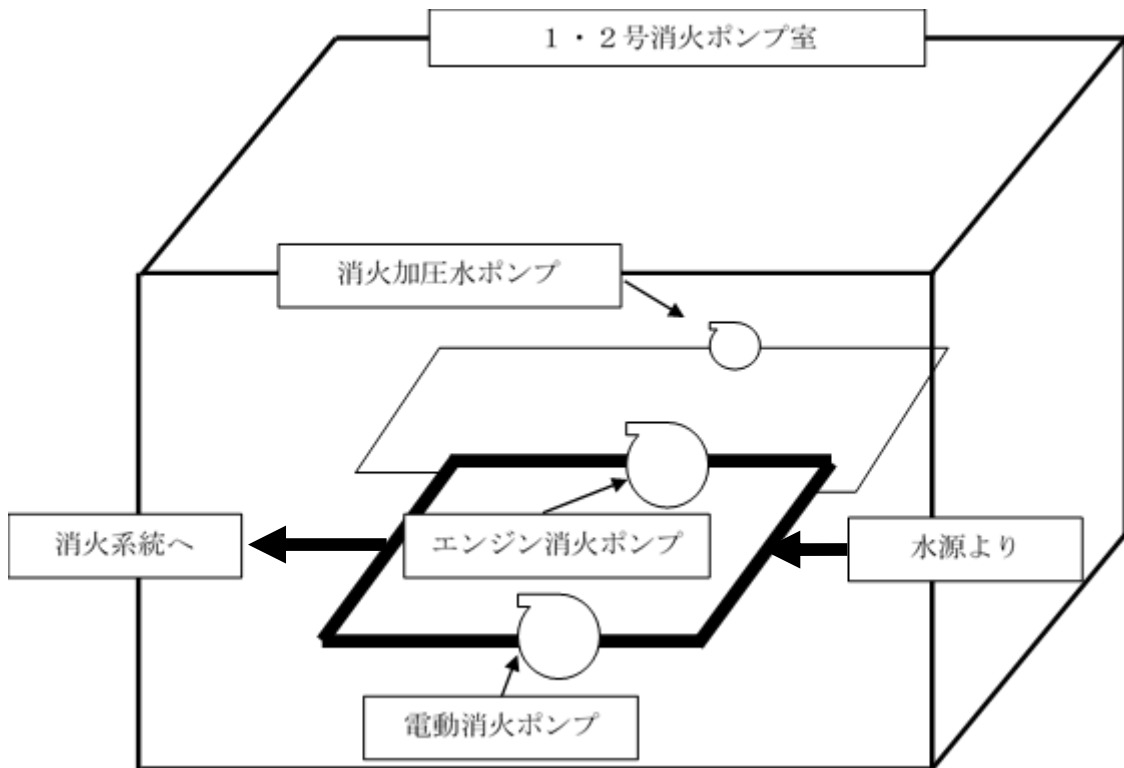 １・２号消火ポンプ室
消火加圧水ポンプ
消火系統へ
エンジン消火ポンプ
水源より
電動消火ポンプ